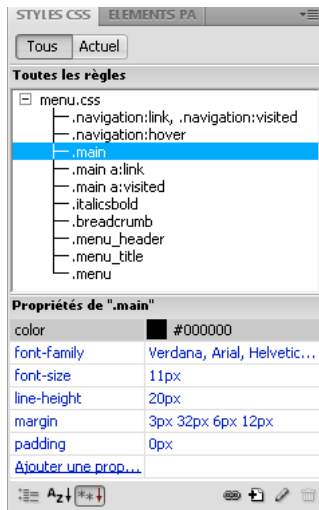 STYLES CSS ELEMENTS PA
Tous Actuel
Toutes les règles
menu.css
.navigation:link, .navigation:visited
.navigation:hover
.main
.main a:link
.main a:visited
.italicsbold
.breadcrumb
.menu_header
.menu_title
.menu
Propriétés de ".main"
color #000000
font-family Verdana, Arial, Helvetic...
font-size 11px
line-height 20px
margin 3px 32px 6px 12px
padding 0px
Ajouter une prop...
AZ↓ **↓